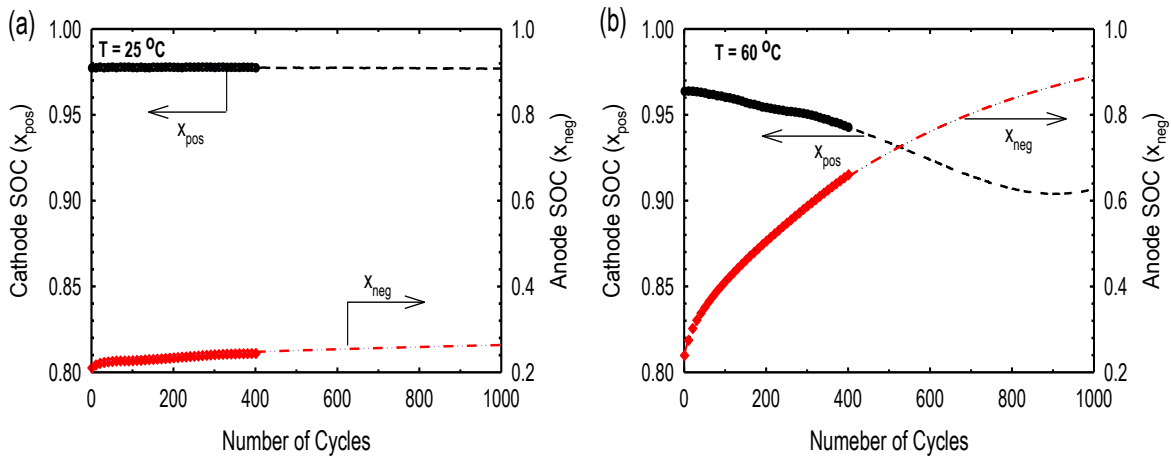 (a)
T = 25 °C
Cathode SOC (xpos)
1.00
0.95
0.90
0.85
0.80
xpos
xneg
1.0
0.8
0.6
0.4
0.2
Anode SOC (xneg)
0 200 400 600 800 1000
Number of Cycles
(b)
T = 60 °C
Cathode SOC (xpos)
1.00
0.95
0.90
0.85
0.80
xpos
xneg
1.0
0.8
0.6
0.4
0.2
Anode SOC (xneg)
0 200 400 600 800 1000
Numeber of Cycles